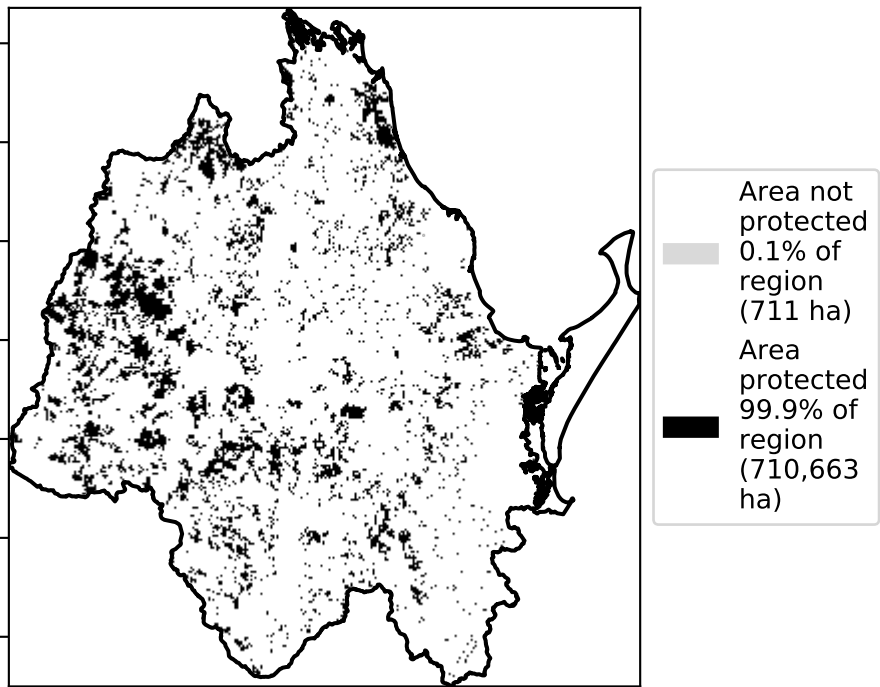 Area not
protected
0.1% of
region
(711 ha)
Area
protected
99.9% of
region
(710,663
ha)